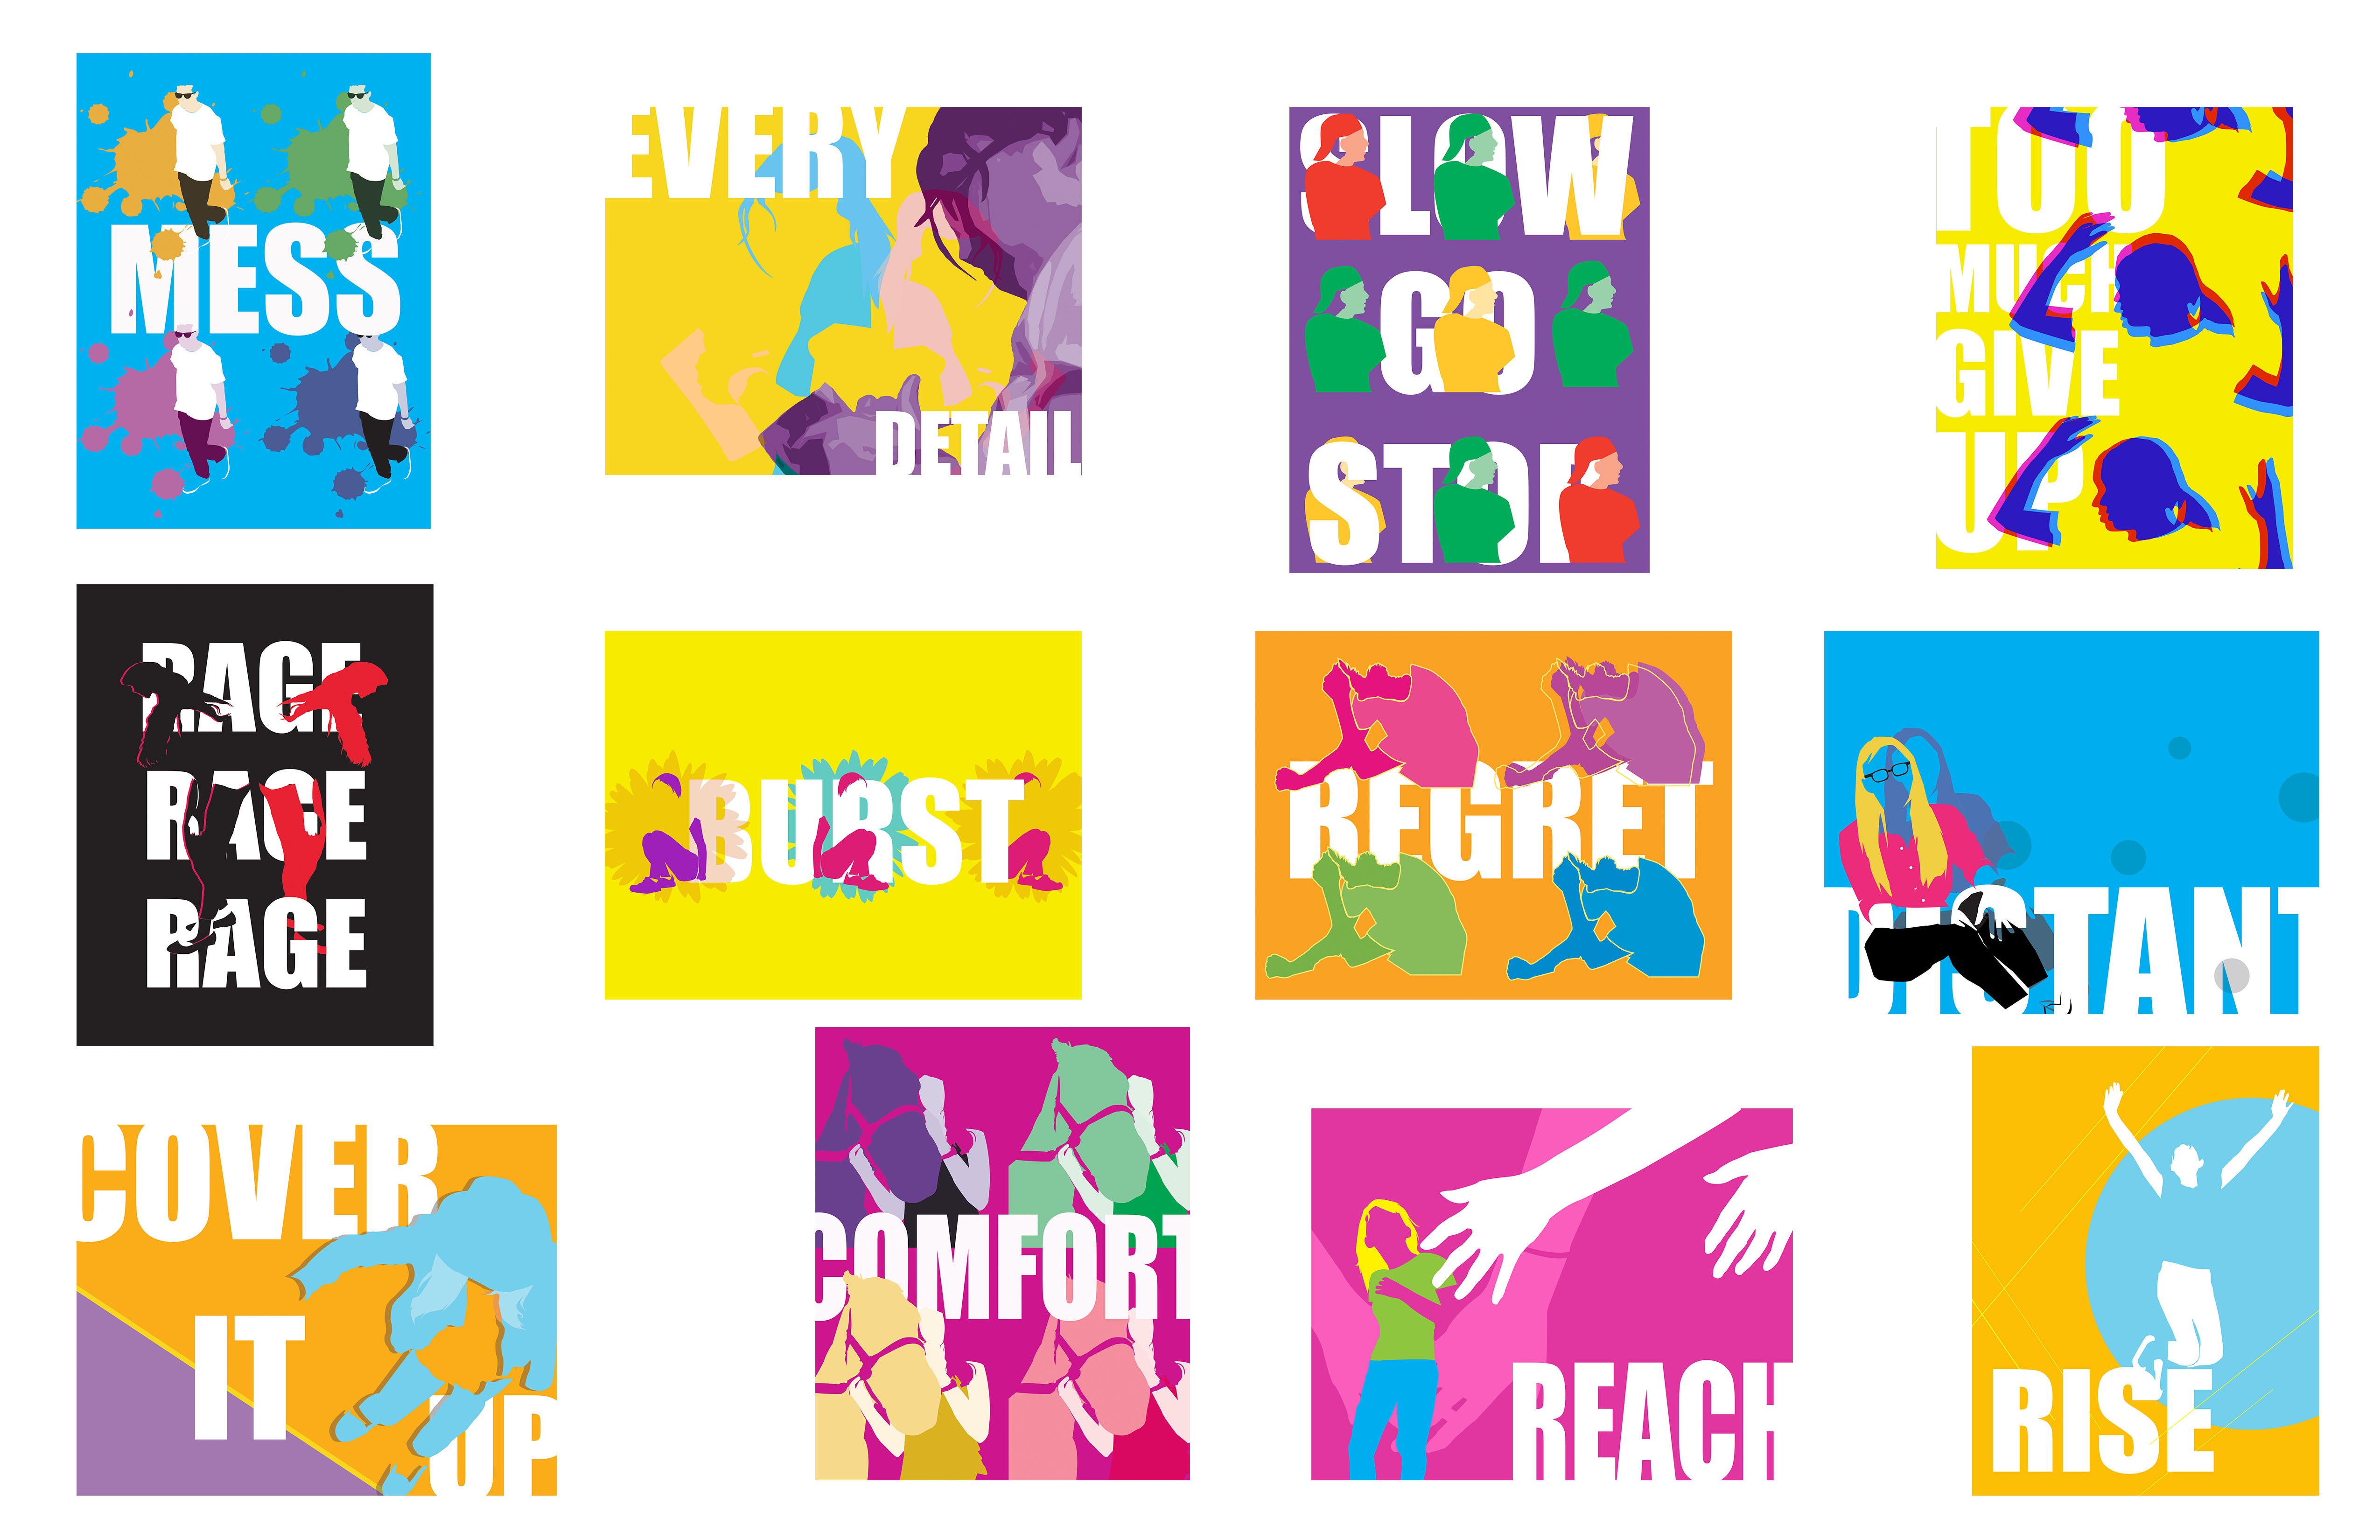 MESS
EVERY
DETAIL
SLOW
GO
STOP
TOO
MUCH
GIVE
UP
RAGE
RAGE
RAGE
BURST
REGRET
DISTANT
COVER
IT
UP
COMFORT
REACH
RISE